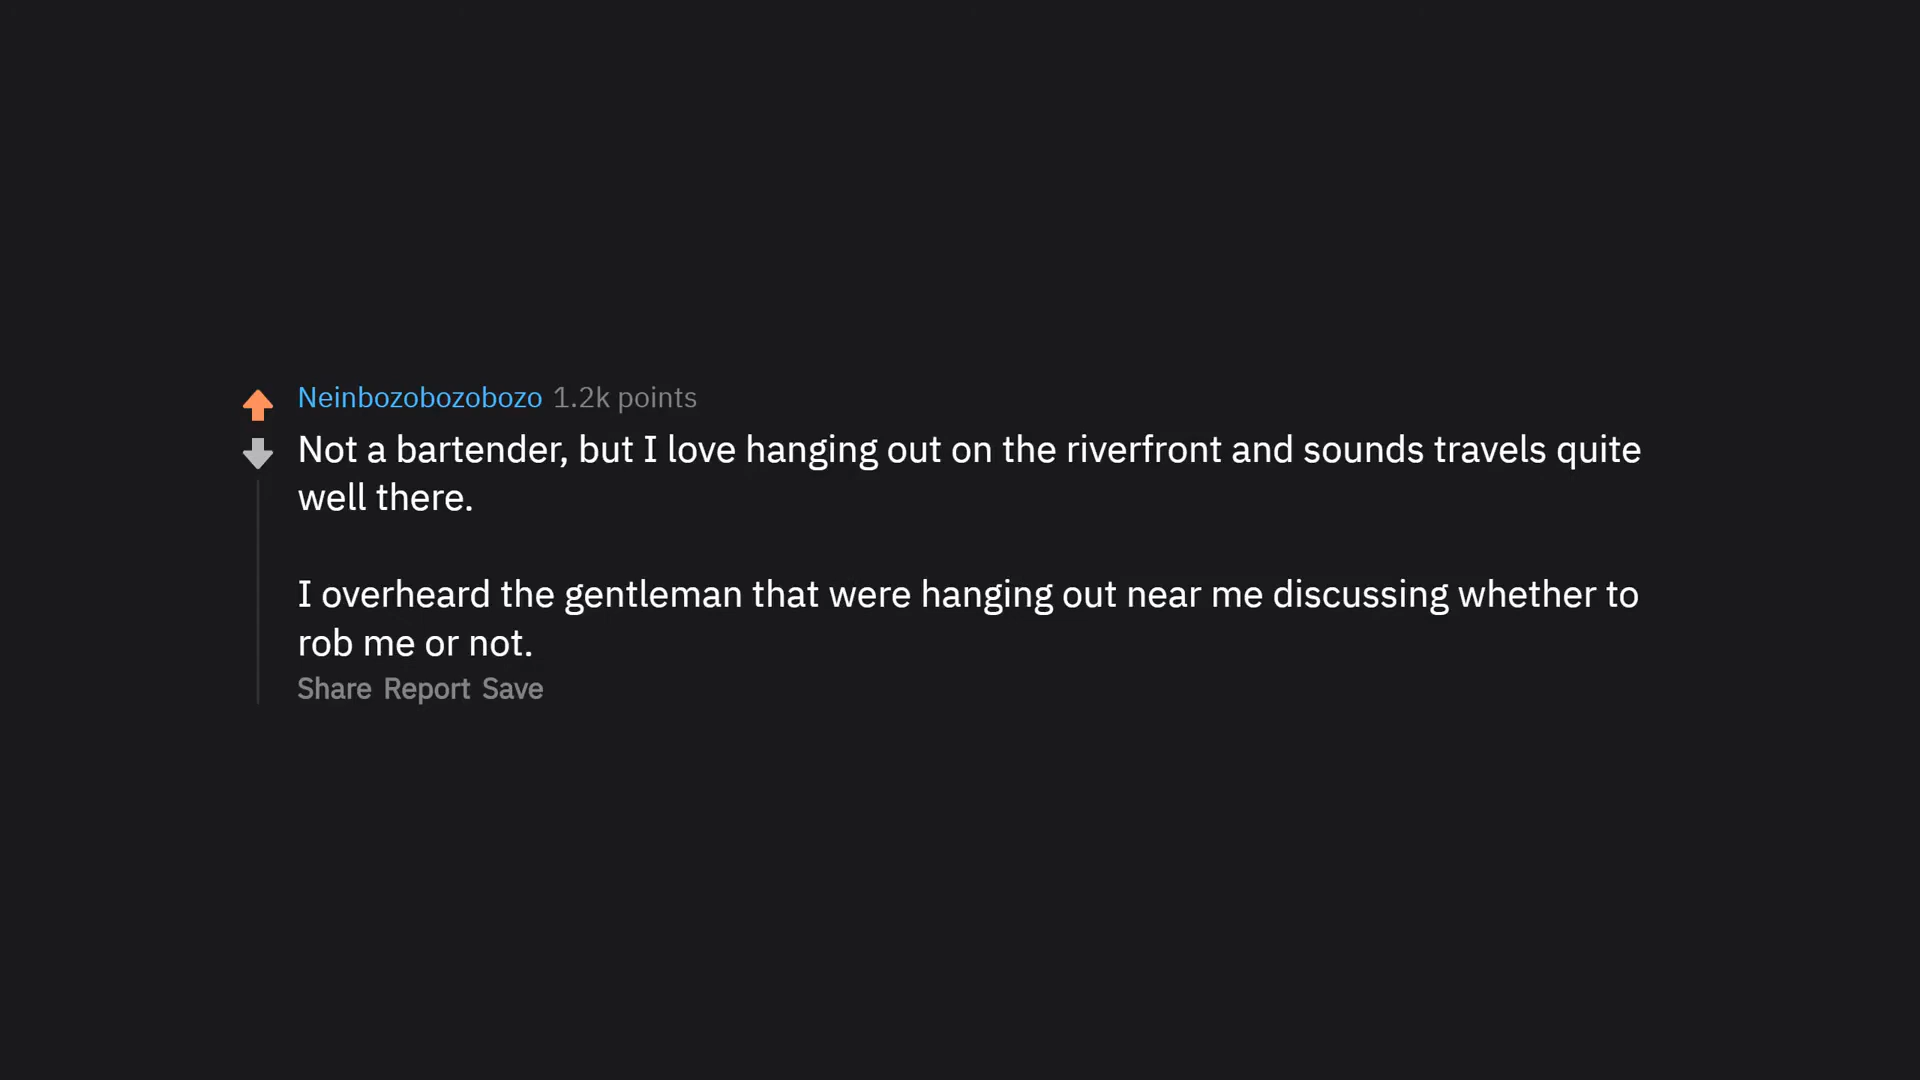 Neinbozobozobozo 1.2k points
Not a bartender, but I love hanging out on the riverfront and sounds travels quite
well there.
I overheard the gentleman that were hanging out near me discussing whether to
rob me or not.
Share Report Save